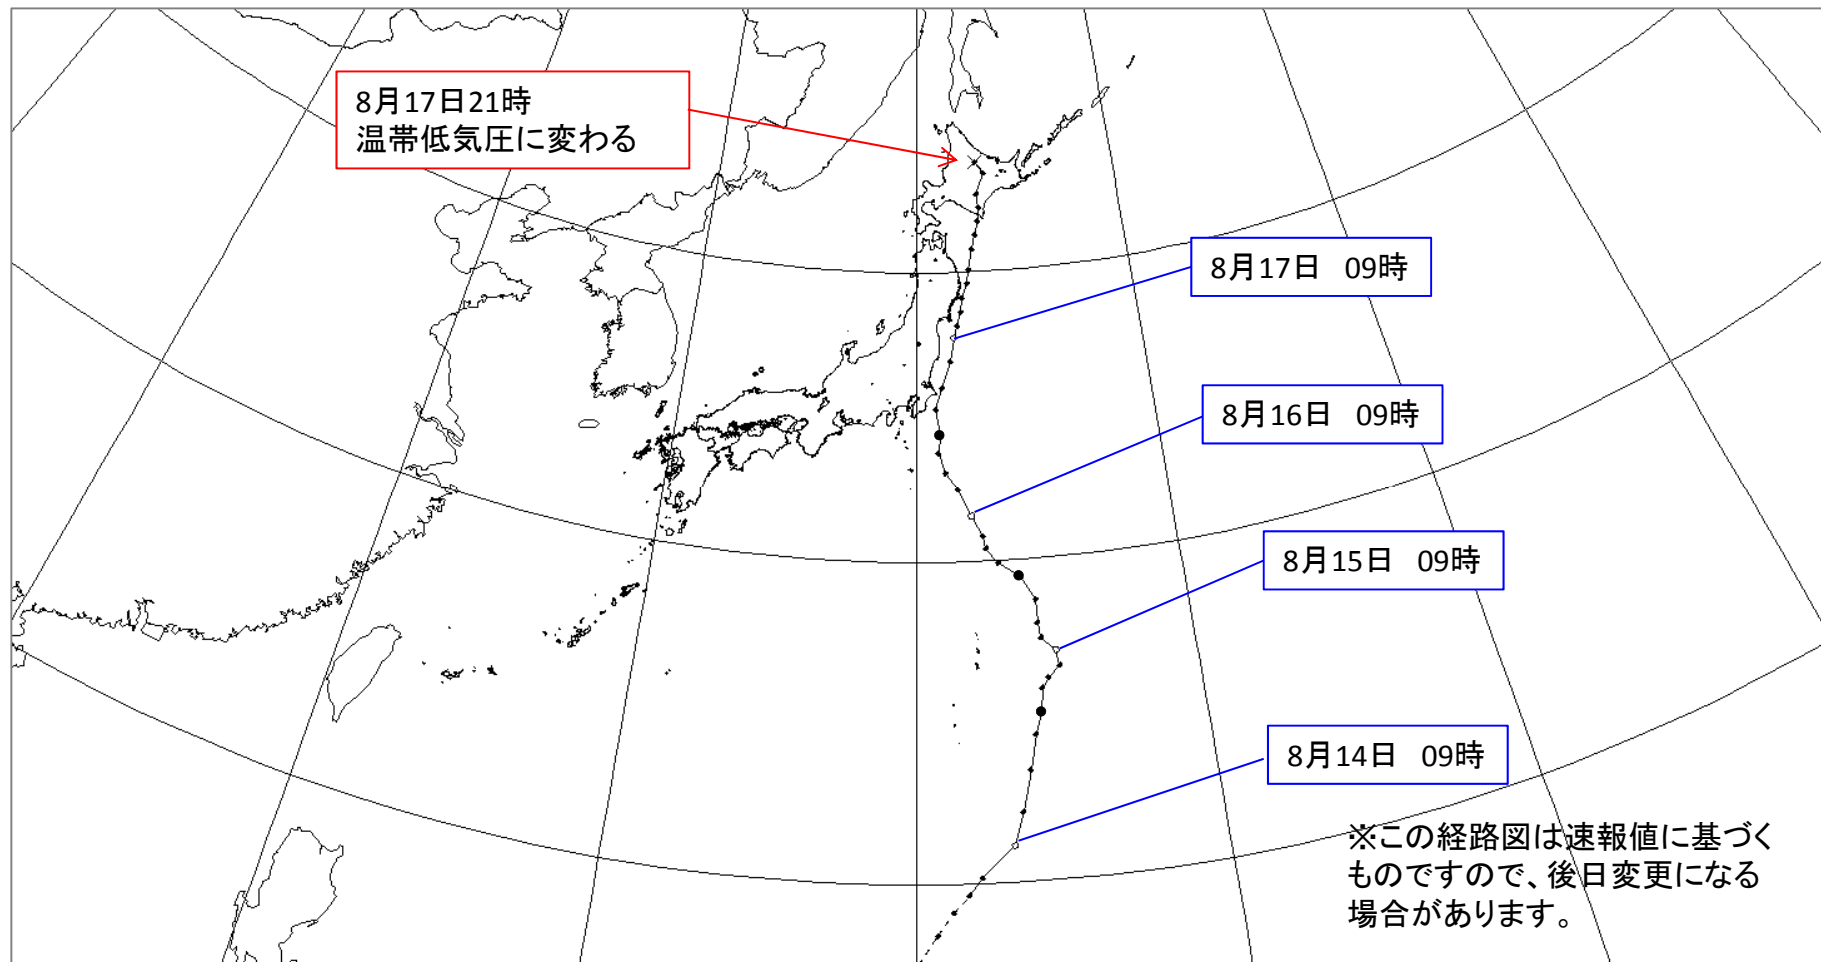 8月17日21時
温帯低気圧に変わる
8月17日 09時
8月16日 09時
8月15日 09時
8月14日 09時
※この経路図は速報値に基づく
ものですので、後日変更になる
場合があります。